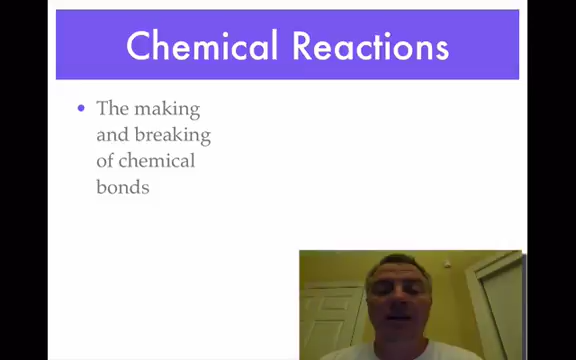 Chemical Reactions
• The making
and breaking
of chemical
bonds